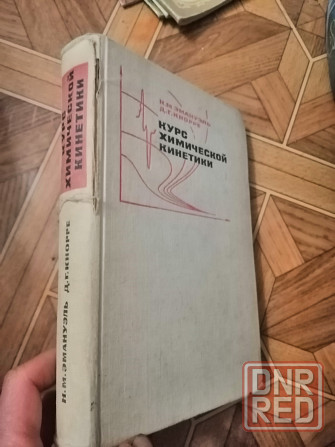 Н.М.ЭМАНУЭЛЬ
Д.Г.КНОРРЕ
КУРС
ХИМИЧЕСКОЙ
КИНЕТИКИ
КУРС
ХИМИЧЕСКОЙ
КИНЕТИКИ
Н.М.ЭМАНУЭЛЬ Д.Г.КНОРРЕ
DNR
RED